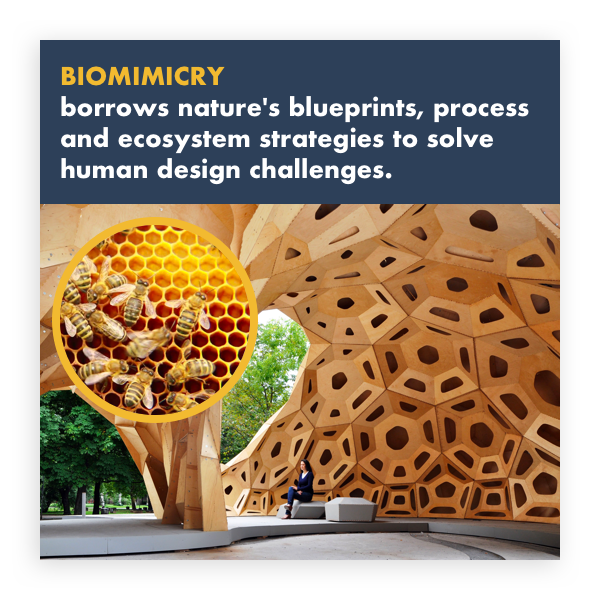 BIOMIMICRY
borrows nature's blueprints, process
and ecosystem strategies to solve
human design challenges.